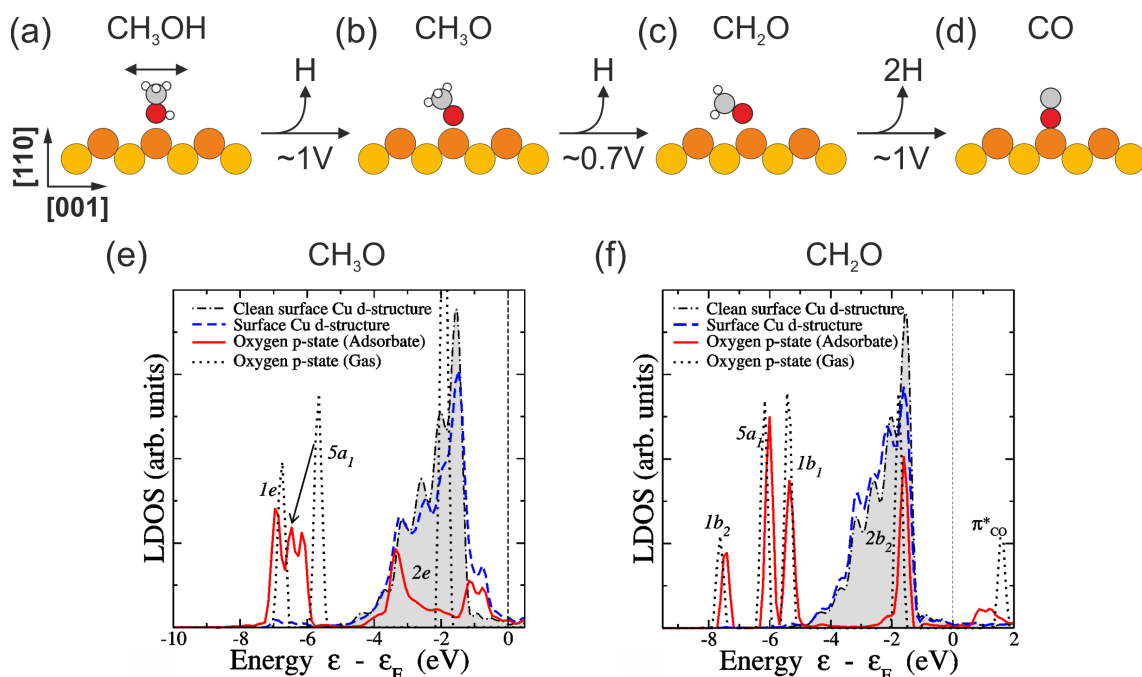 (a) CH₃OH (b) CH₃O (c) CH₂O (d) CO
H H 2H
~1V ~0.7V ~1V
[110]
[001]
(e) CH₃O
LDOS (arb. units)
Clean surface Cu d-structure
Surface Cu d-structure
Oxygen p-state (Adsorbate)
Oxygen p-state (Gas)
1e
5a₁
2e
-10 -8 -6 -4 -2 0
Energy ε - ε_F (eV)
(f) CH₂O
LDOS (arb. units)
Clean surface Cu d-structure
Surface Cu d-structure
Oxygen p-state (Adsorbate)
Oxygen p-state (Gas)
1b₂
5a₁
1b₁
2b₂
π*CO
-8 -6 -4 -2 0 2
Energy ε - ε_F (eV)